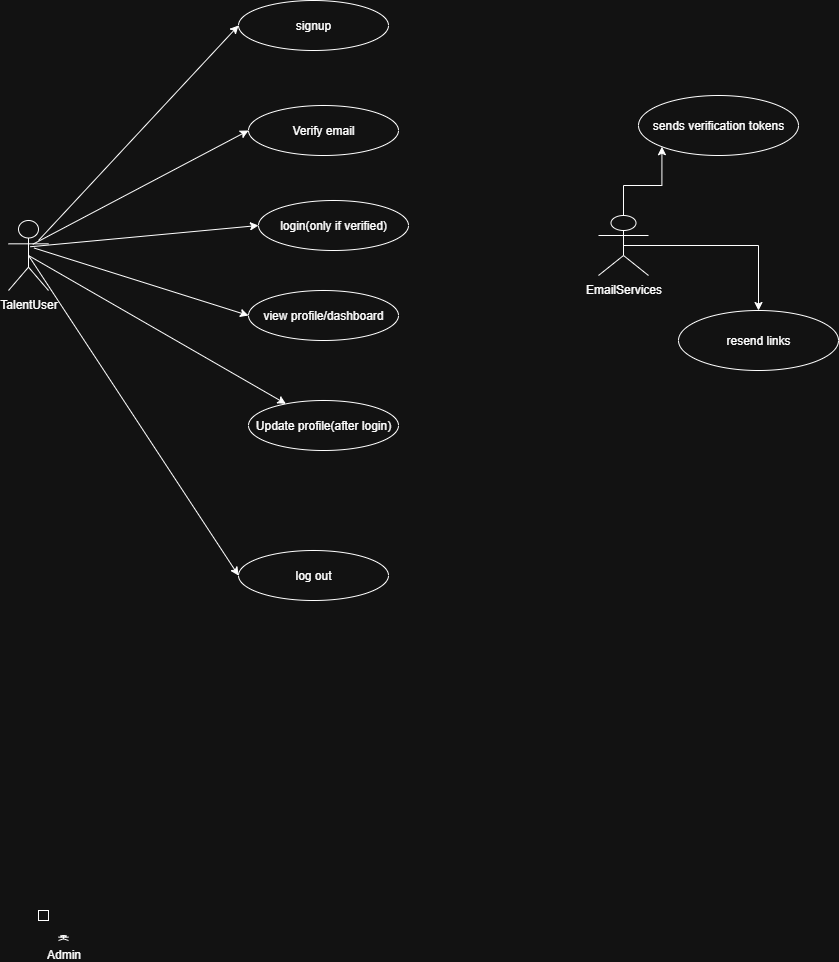 signup
sends verification tokens
Verify email
login(only if verified)
EmailServices
TalentUser
view profile/dashboard
resend links
Update profile(after login)
log out
Admin